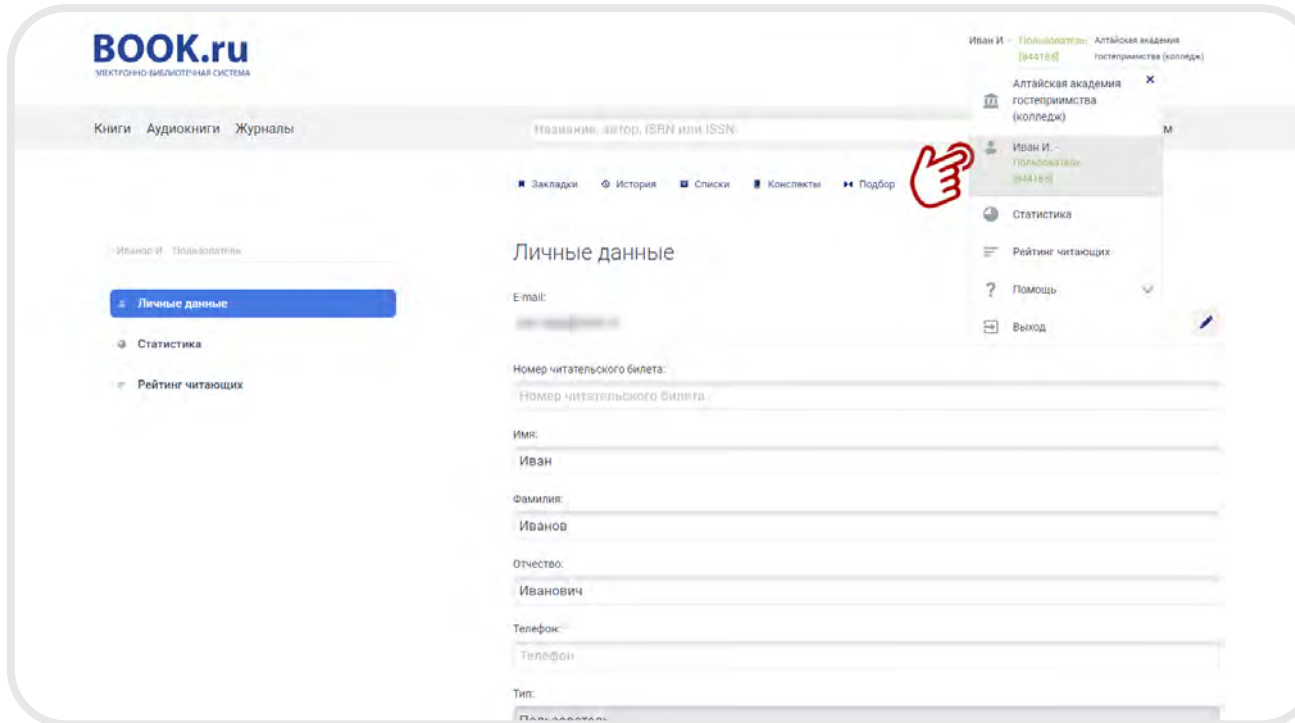 BOOK.ru
ЭЛЕКТРОННО-БИБЛИОТЕЧНАЯ СИСТЕМА
Иван И. - Пользователь Алтайская академия
[844188] гостеприимства (колледж)
Алтайская академия
гостеприимства
(колледж)
Книги Аудиокниги Журналы
Название, автор, ISBN или ISSN
м
Иван И. -
Пользователь
[844188]
Закладки История Списки Конспекты Подбор
Статистика
Рейтинг читающих
? Помощь
Выход
Иванов И. Пользователь
Личные данные
Статистика
Рейтинг читающих
Личные данные
E-mail:
Номер читательского билета:
Номер читательского билета
Имя:
Иван
Фамилия:
Иванов
Отчество:
Иванович
Телефон:
Телефон
Тип:
Пользователь